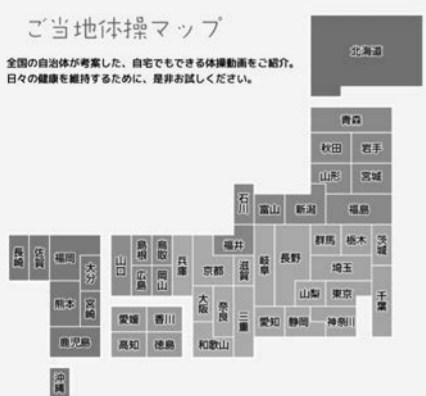 ご当地体操マップ
全国の自治体が考案した、自宅でもできる体操動画をご紹介。
日々の健康を維持するために、是非お試しください。
北海道
青森
秋田 岩手
山形 宮城
石川 富山 新潟 福島
長崎 佐賀 福岡 大分 山口 島根 鳥取 兵庫 福井 岐阜 長野 群馬 栃木 茨城
広島 岡山 京都 滋賀 埼玉
熊本 宮崎 大阪 奈良 三重 山梨 東京 千葉
愛媛 香川 愛知 静岡 神奈川
鹿児島 高知 徳島 和歌山
沖縄